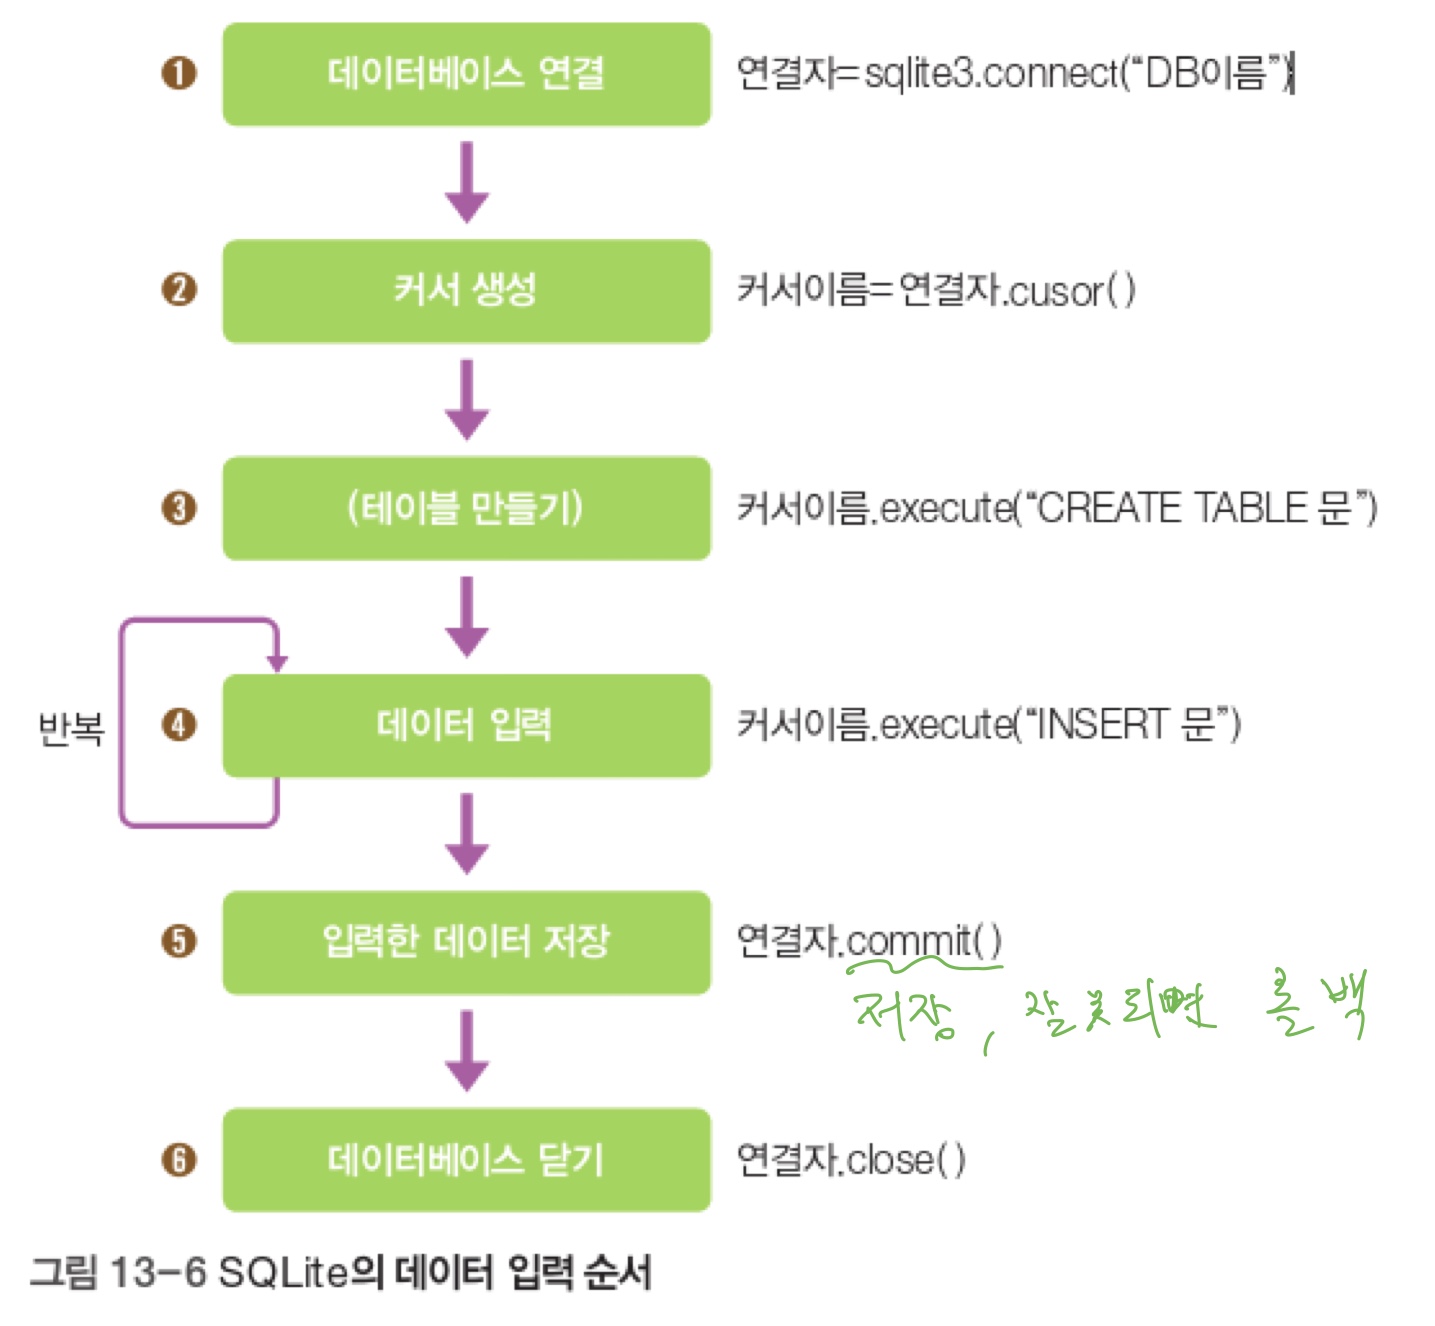 ❶ 데이터베이스 연결 연결자=sqlite3.connect(“DB이름”)
❷ 커서 생성 커서이름=연결자.cusor( )
❸ (테이블 만들기) 커서이름.execute(“CREATE TABLE 문”)
반복 ❹ 데이터 입력 커서이름.execute(“INSERT 문”)
❺ 입력한 데이터 저장 연결자.commit( )
저장, 잘못되면 롤백
❻ 데이터베이스 닫기 연결자.close( )
그림 13-6 SQLite의 데이터 입력 순서